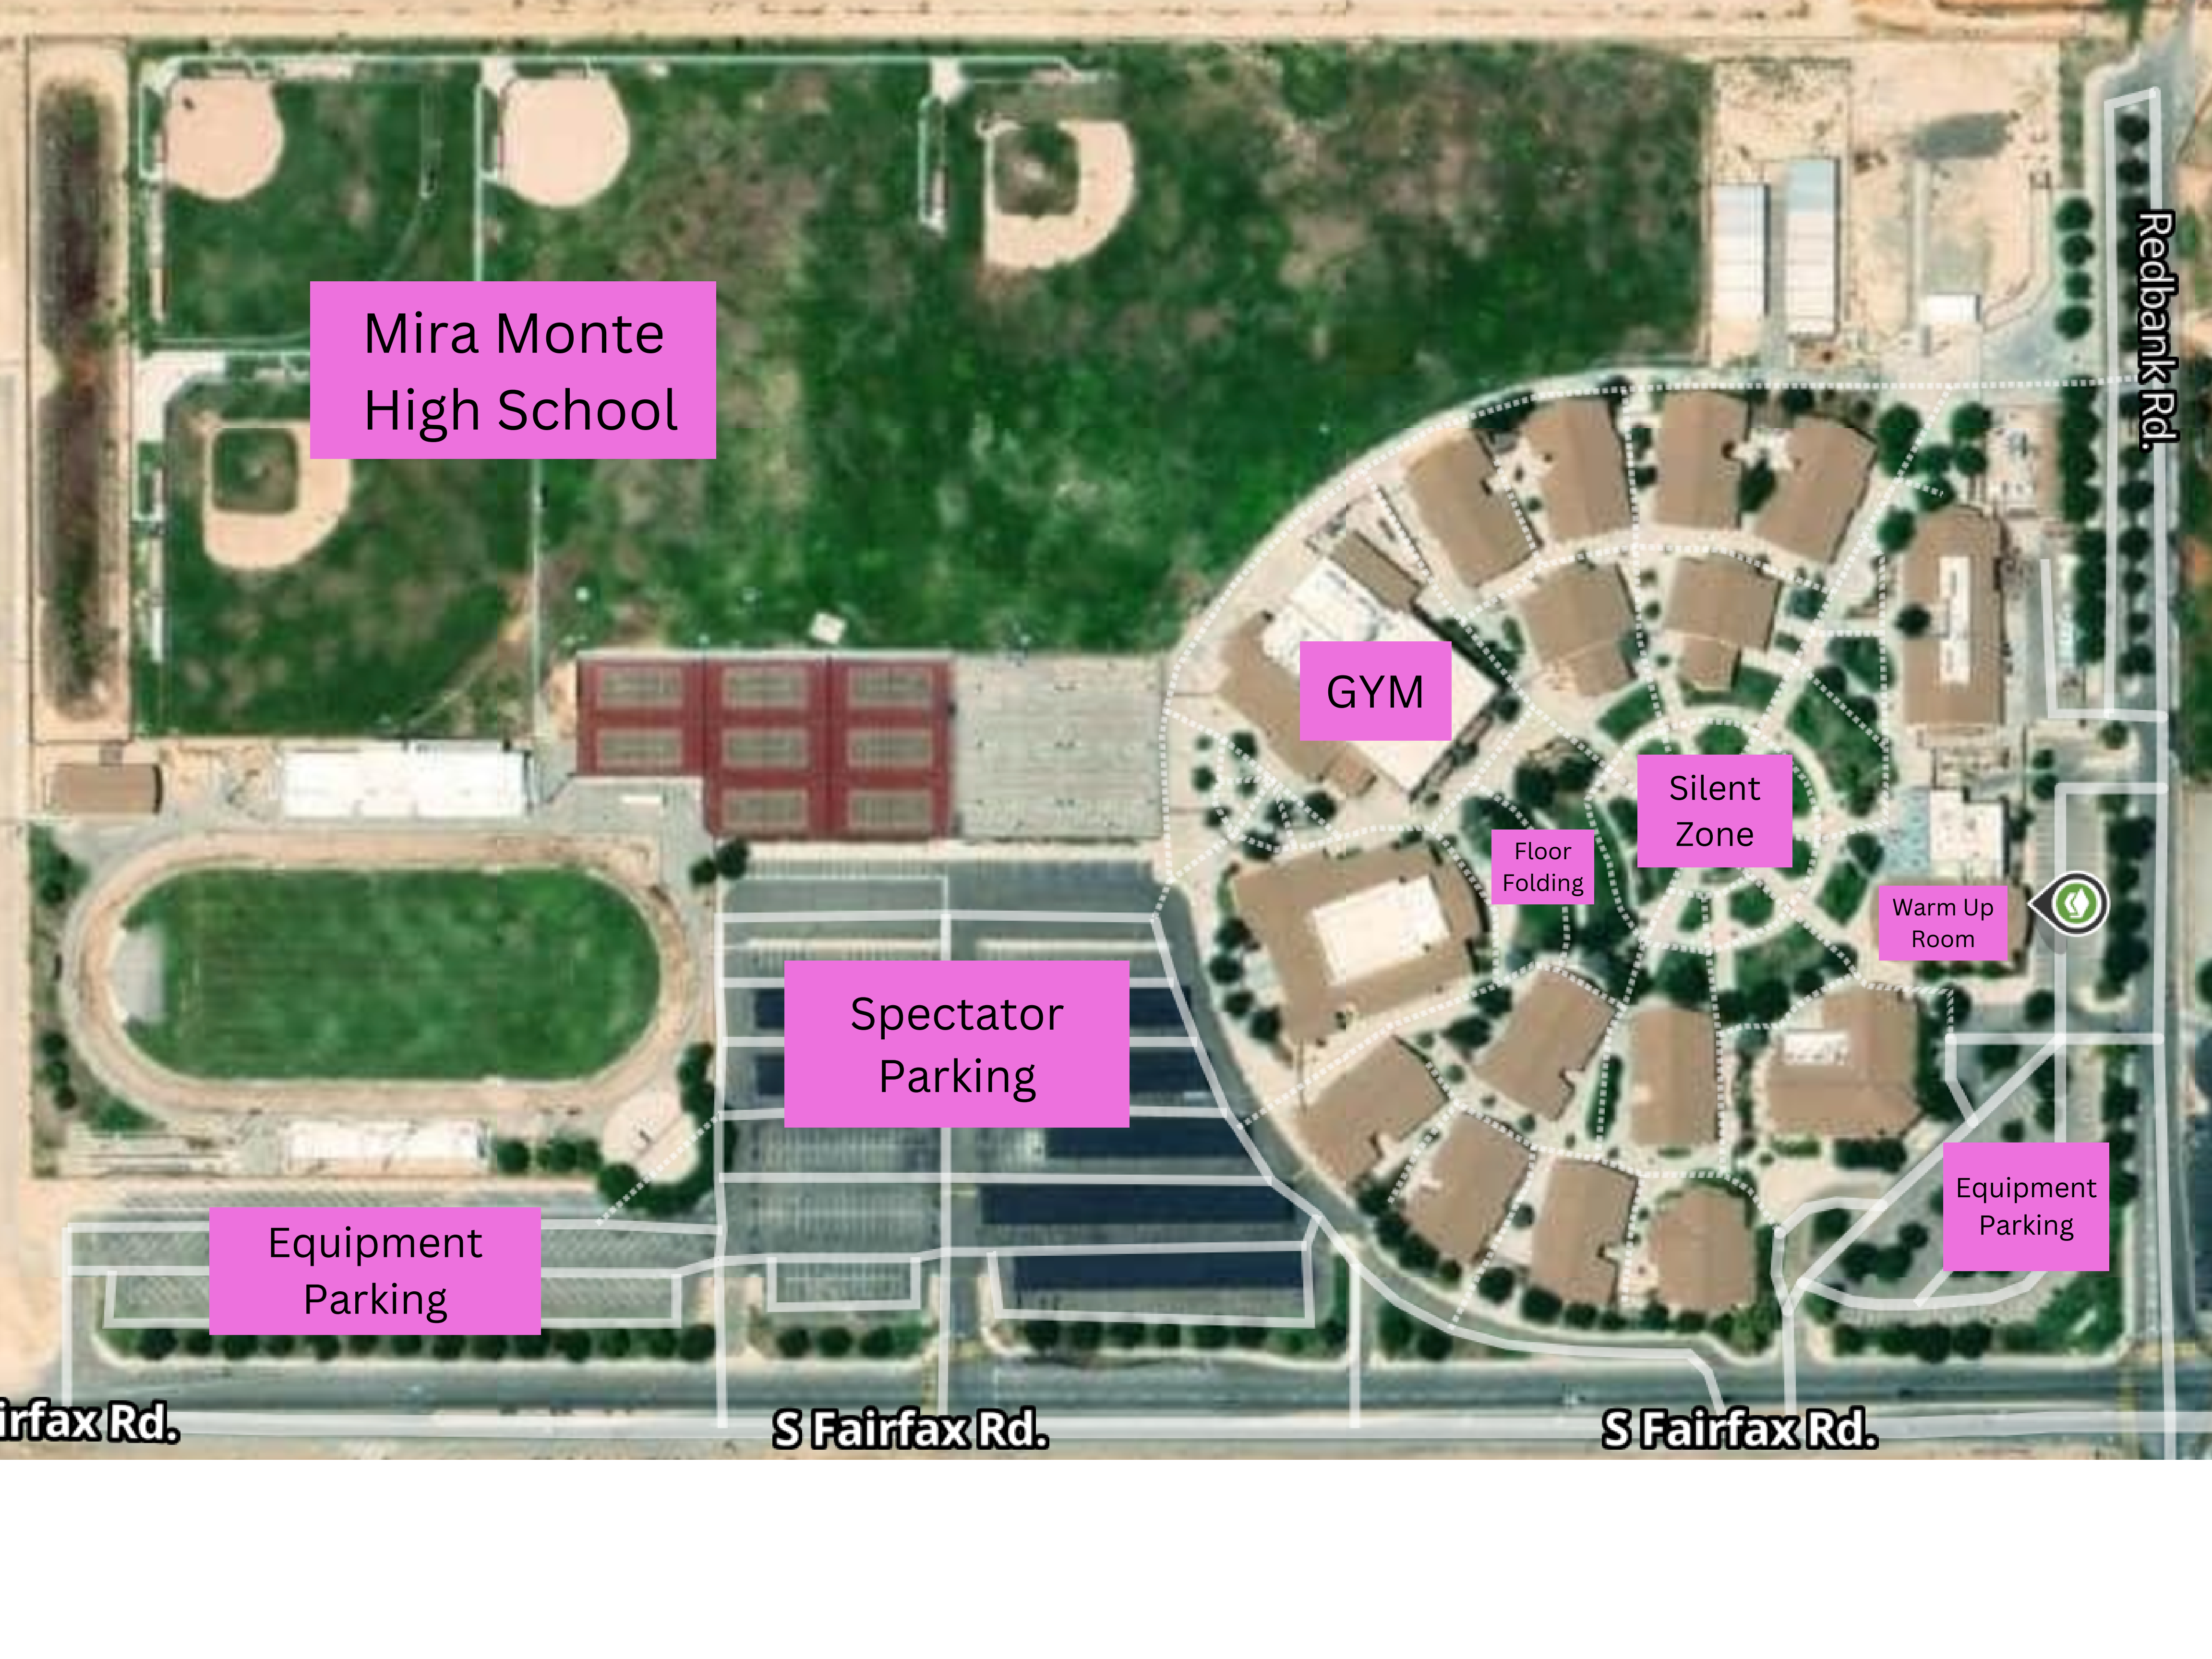 Redbank Rd.
Mira Monte
High School
GYM
Silent
Zone
Floor
Folding
Warm Up
Room
Spectator
Parking
Equipment
Parking
Equipment
Parking
irfax Rd.
S Fairfax Rd.
S Fairfax Rd.